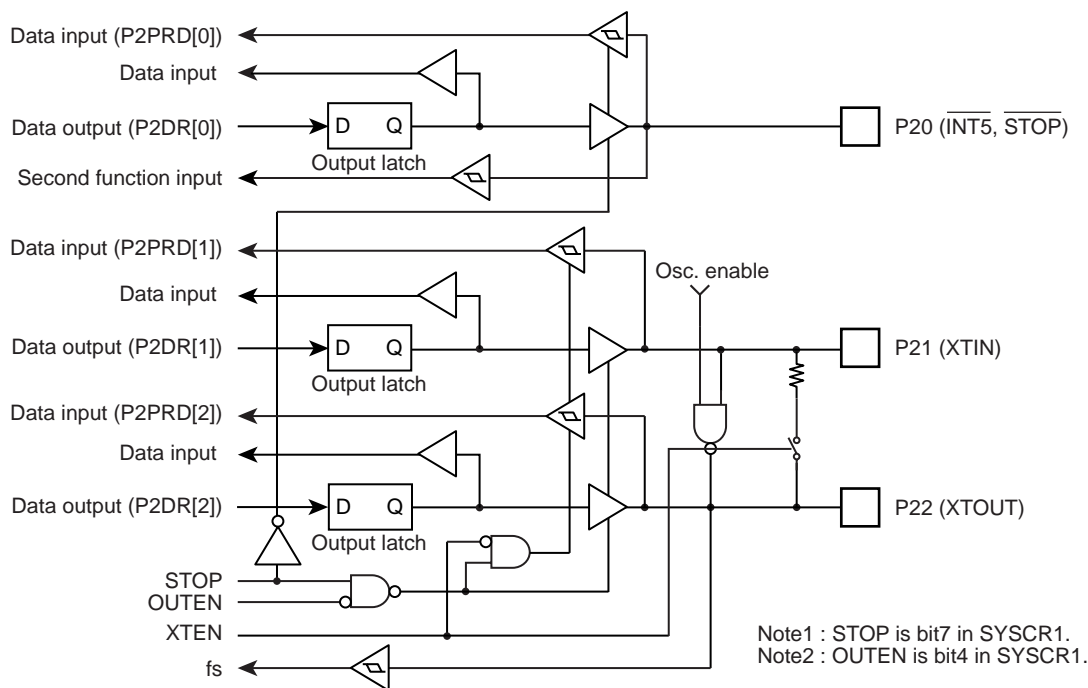 Data input (P2PRD[0])
Data input
Data output (P2DR[0])
D Q
Output latch
P20 (INT5, STOP)
Second function input
Data input (P2PRD[1])
Osc. enable
Data input
Data output (P2DR[1])
D Q
Output latch
P21 (XTIN)
Data input (P2PRD[2])
Data input
Data output (P2DR[2])
D Q
Output latch
P22 (XTOUT)
STOP
OUTEN
XTEN
fs
Note1 : STOP is bit7 in SYSCR1.
Note2 : OUTEN is bit4 in SYSCR1.